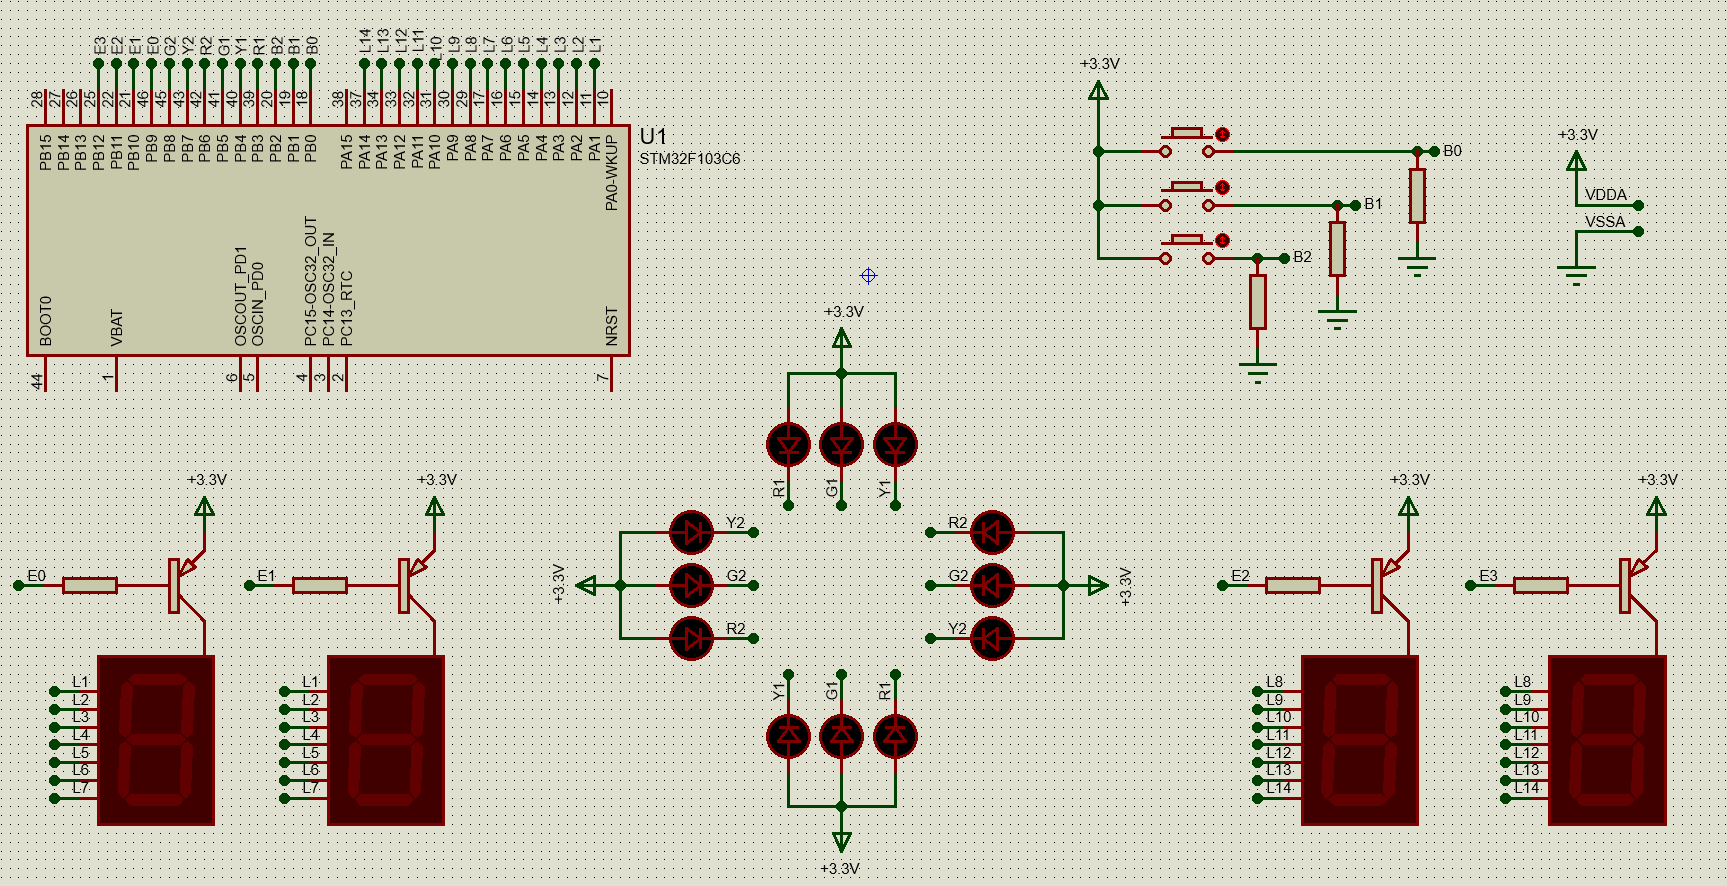 E3 E2 E1 E0 G2 Y2 R2 G1 Y1 R1 B2 B1 B0 L14 L13 L12 L11 L10 L9 L8 L7 L6 L5 L4 L3 L2 L1
28 27 26 25 22 21 46 45 43 42 41 40 39 20 19 18 38 37 34 33 32 31 30 29 17 16 15 14 13 12 11 10
PB15 PB14 PB13 PB12 PB11 PB10 PB9 PB8 PB7 PB6 PB5 PB4 PB3 PB2 PB1 PB0 PA15 PA14 PA13 PA12 PA11 PA10 PA9 PA8 PA7 PA6 PA5 PA4 PA3 PA2 PA1 PA0-WKUP
U1
STM32F103C6
BOOT0 VBAT OSCOUT_PD1 OSCIN_PD0 PC15-OSC32_OUT PC14-OSC32_IN PC13_RTC NRST
44 1 6 5 4 3 2 7
+3.3V
B0
B1
B2
+3.3V
VDDA
VSSA
+3.3V
R1 G1 Y1
+3.3V
Y2
G2
R2
R2
G2
Y2
+3.3V
Y1 G1 R1
+3.3V
+3.3V
E0
L1
L2
L3
L4
L5
L6
L7
+3.3V
E1
L1
L2
L3
L4
L5
L6
L7
+3.3V
E2
L8
L9
L10
L11
L12
L13
L14
+3.3V
E3
L8
L9
L10
L11
L12
L13
L14